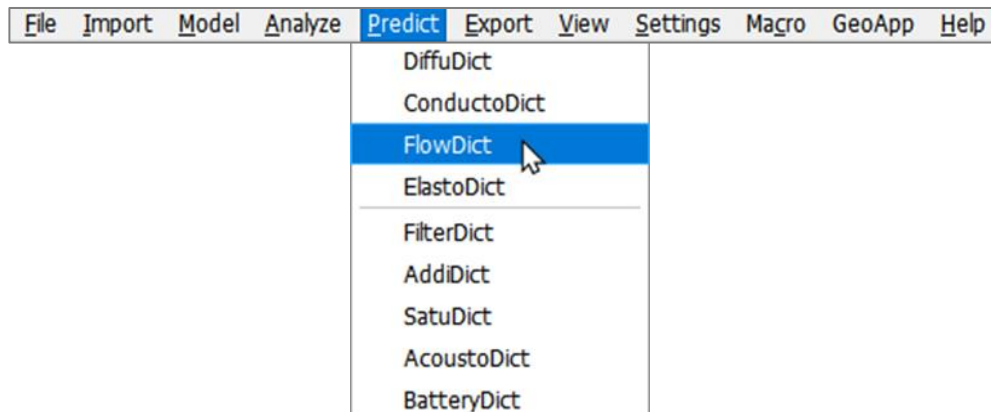 File Import Model Analyze Predict Export View Settings Macro GeoApp Help
DiffuDict
ConductoDict
FlowDict
ElastoDict
FilterDict
AddiDict
SatuDict
AcoustoDict
BatteryDict